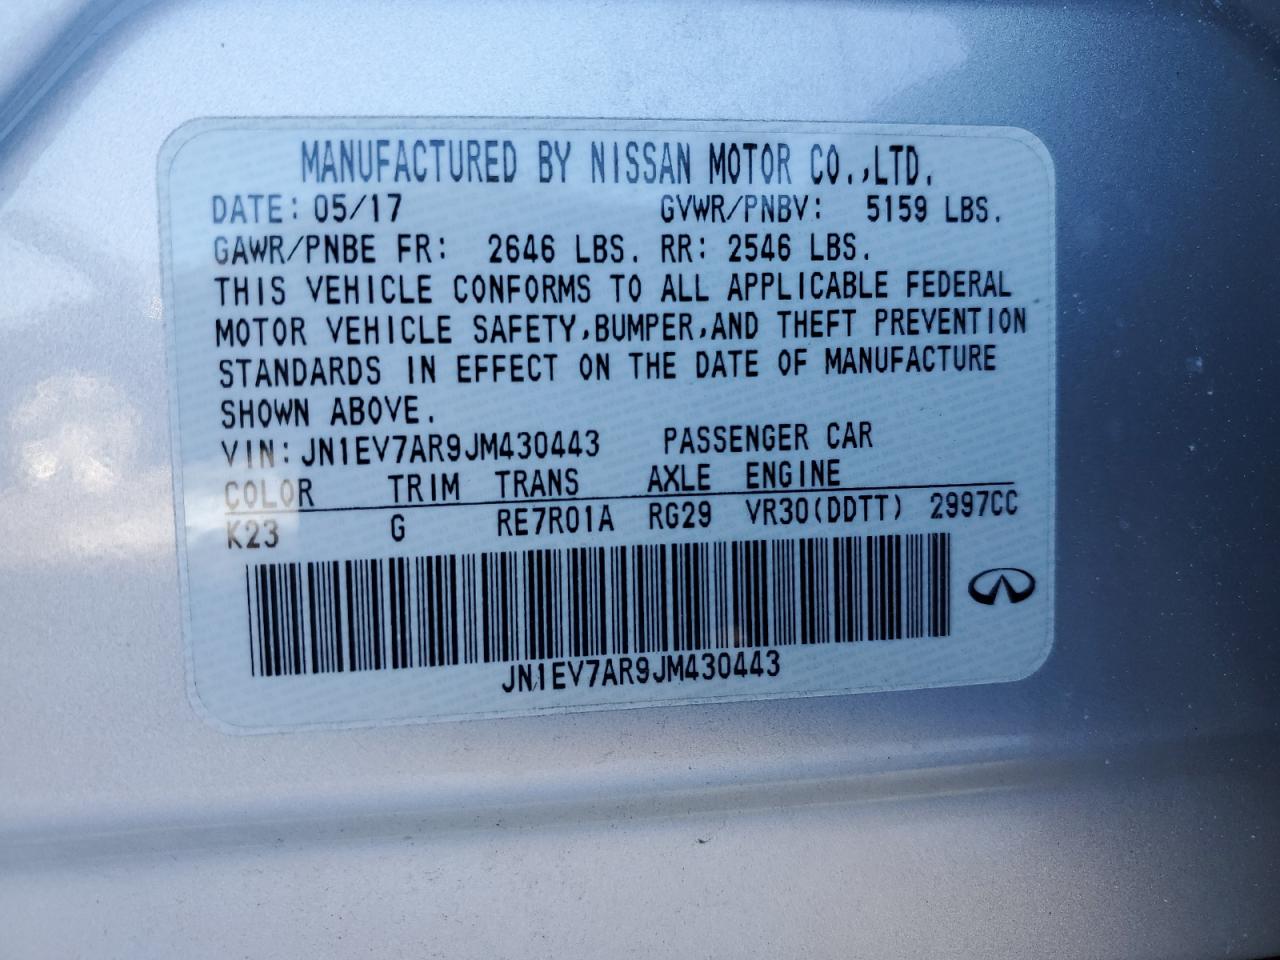 MANUFACTURED BY NISSAN MOTOR CO.,LTD.
DATE: 05/17 GVWR/PNBV: 5159 LBS.
GAWR/PNBE FR: 2646 LBS. RR: 2546 LBS.
THIS VEHICLE CONFORMS TO ALL APPLICABLE FEDERAL
MOTOR VEHICLE SAFETY,BUMPER,AND THEFT PREVENTION
STANDARDS IN EFFECT ON THE DATE OF MANUFACTURE
SHOWN ABOVE.
VIN: JN1EV7AR9JM430443 PASSENGER CAR
COLOR TRIM TRANS AXLE ENGINE
K23 G RE7R01A RG29 VR30(DDTT) 2997CC
JN1EV7AR9JM430443